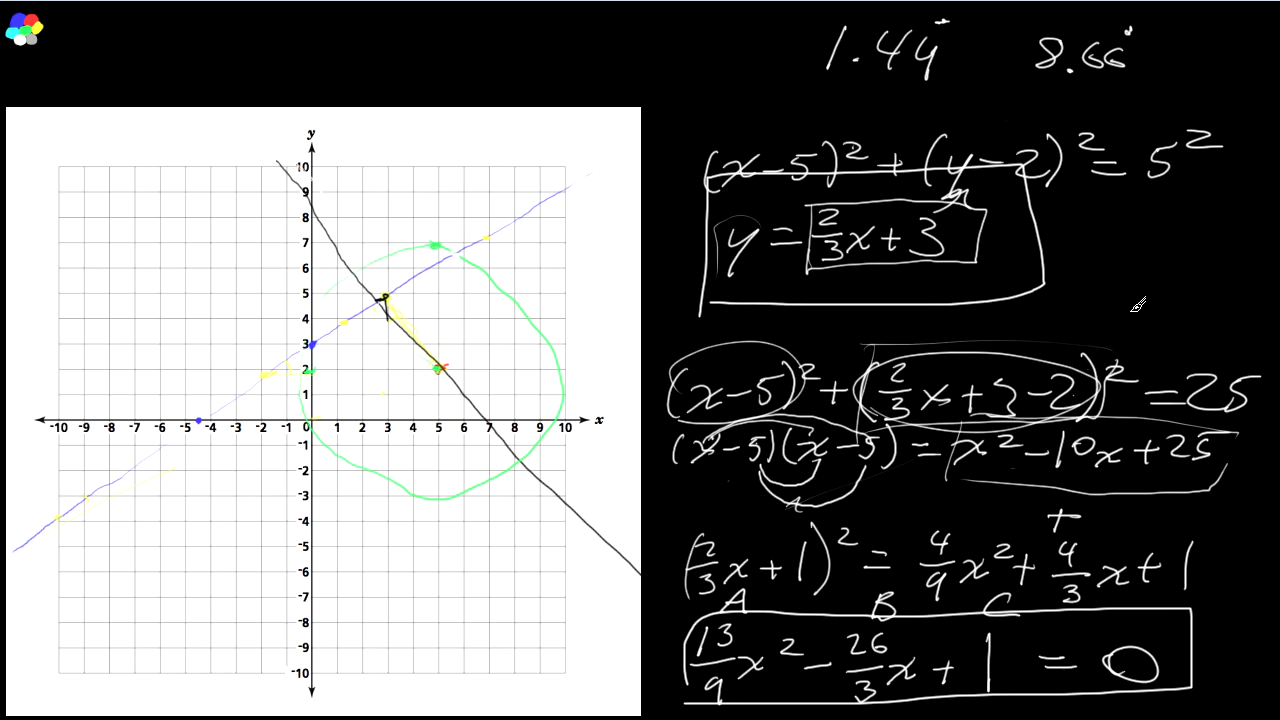 1.44 8.66
(x-5)² + (y-2)² = 5²
y = 2/3x+3
(x-5)² + (2/3x+3-2)² = 25
(x-5)(x-5) = x²-10x+25
(2/3x+1)² = 4/9x² + 4/3x+1
A B C
13/9x² - 26/3x + 1 = 0
y
10
9
8
7
6
5
4
3
2
1
-10 -9 -8 -7 -6 -5 -4 -3 -2 -1 0 1 2 3 4 5 6 7 8 9 10 x
-1
-2
-3
-4
-5
-6
-7
-8
-9
-10